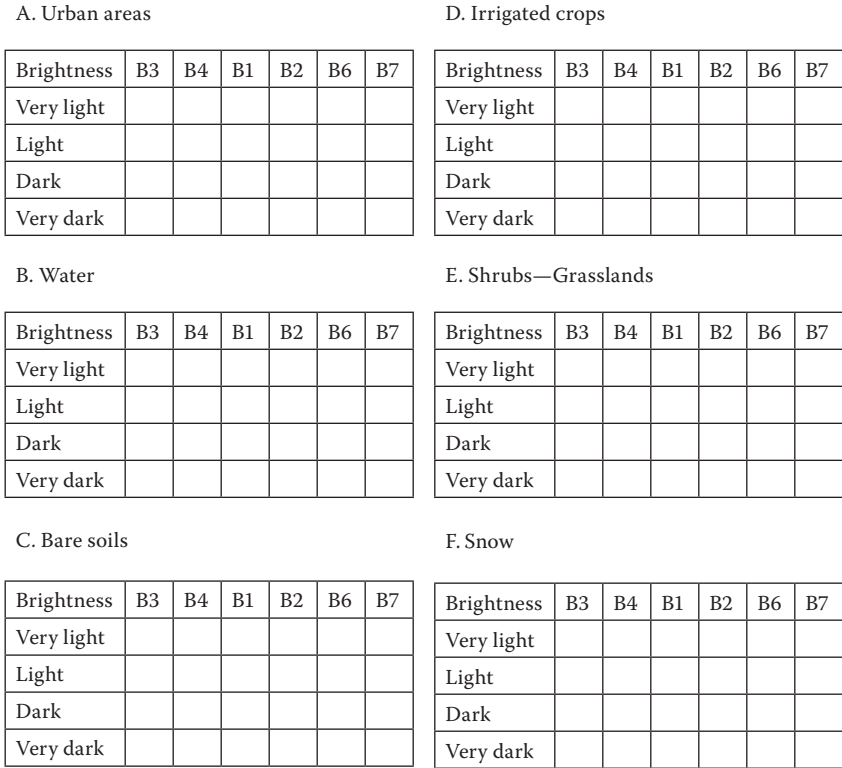 A. Urban areas
Brightness B3 B4 B1 B2 B6 B7
Very light
Light
Dark
Very dark
B. Water
Brightness B3 B4 B1 B2 B6 B7
Very light
Light
Dark
Very dark
C. Bare soils
Brightness B3 B4 B1 B2 B6 B7
Very light
Light
Dark
Very dark
D. Irrigated crops
Brightness B3 B4 B1 B2 B6 B7
Very light
Light
Dark
Very dark
E. Shrubs—Grasslands
Brightness B3 B4 B1 B2 B6 B7
Very light
Light
Dark
Very dark
F. Snow
Brightness B3 B4 B1 B2 B6 B7
Very light
Light
Dark
Very dark